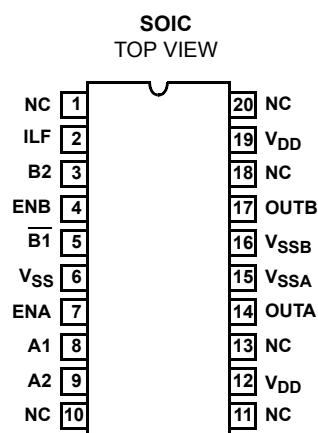 SOIC
TOP VIEW
NC 1 20 NC
ILF 2 19 VDD
B2 3 18 NC
ENB 4 17 OUTB
B1 5 16 VSSB
VSS 6 15 VSSA
ENA 7 14 OUTA
A1 8 13 NC
A2 9 12 VDD
NC 10 11 NC